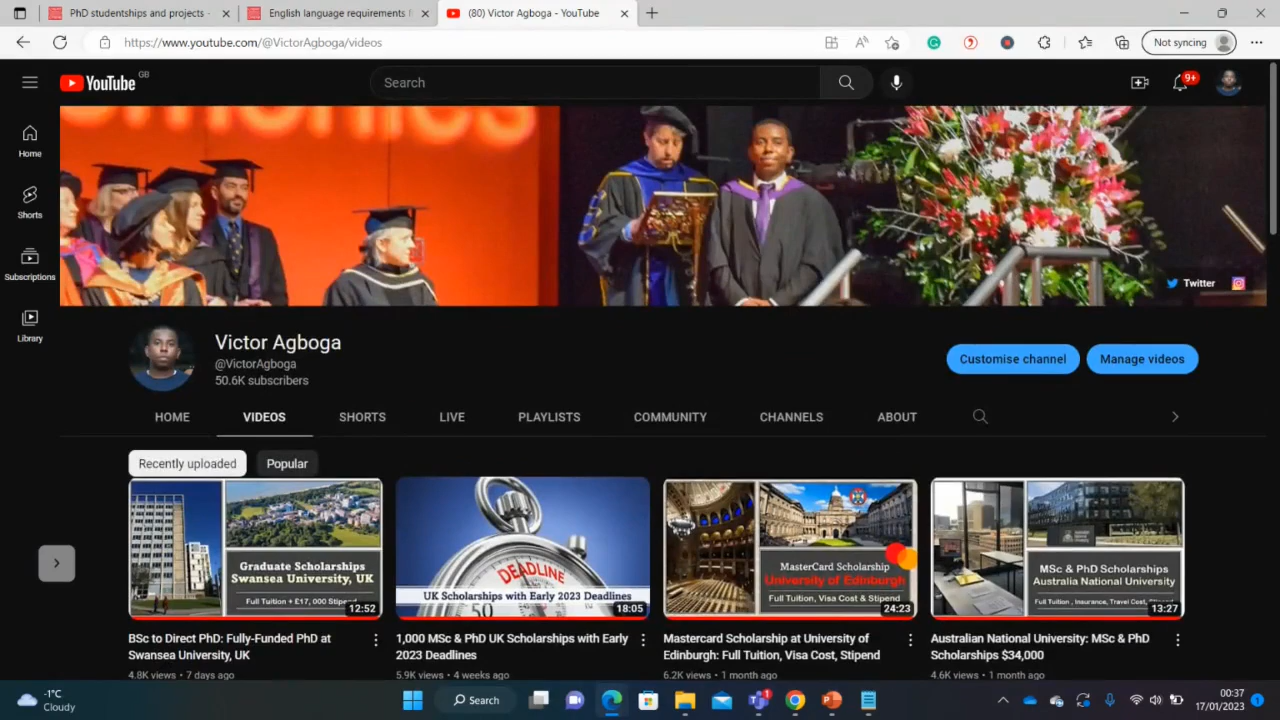 PhD studentships and projects -
English language requirements f
(80) Victor Agboga - YouTube
https://www.youtube.com/@VictorAgboga/videos
Not syncing
YouTube GB
Search
9+
Home
Shorts
Subscriptions
Library
Twitter
Victor Agboga
@VictorAgboga
50.6K subscribers
Customise channel
Manage videos
HOME VIDEOS SHORTS LIVE PLAYLISTS COMMUNITY CHANNELS ABOUT
Recently uploaded
Popular
Graduate Scholarships
Swansea University, UK
Full Tuition + £17, 000 Stipend
12:52
DEADLINE
UK Scholarships with Early 2023 Deadlines
50
18:05
MasterCard Scholarship
University of Edinburgh
Full Tuition, Visa Cost & Stipend
24:23
MSc & PhD Scholarships
Australia National University
Full Tuition , Insurance, Travel Cost,
13:27
BSc to Direct PhD: Fully-Funded PhD at
Swansea University, UK
4.8K views • 7 days ago
1,000 MSc & PhD UK Scholarships with Early
2023 Deadlines
5.9K views • 4 weeks ago
Mastercard Scholarship at University of
Edinburgh: Full Tuition, Visa Cost, Stipend
6.2K views • 1 month ago
Australian National University: MSc & PhD
Scholarships $34,000
4.6K views • 1 month ago
-1°C
Cloudy
Search
1
00:37
17/01/2023
1